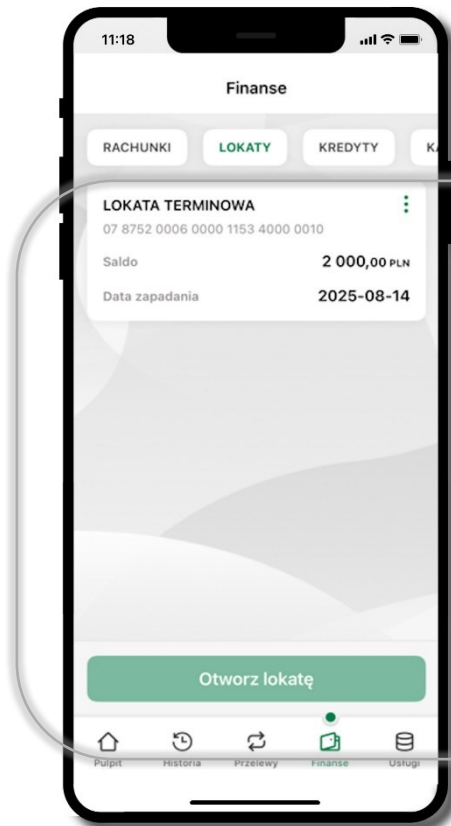 11:18
Finanse
RACHUNKI LOKATY KREDYTY
LOKATA TERMINOWA
07 8752 0006 0000 1153 4000 0010
Saldo 2 000,00 PLN
Data zapadania 2025-08-14
Otworz lokatę
Pulpit Historia Przelewy Finanse Usługi